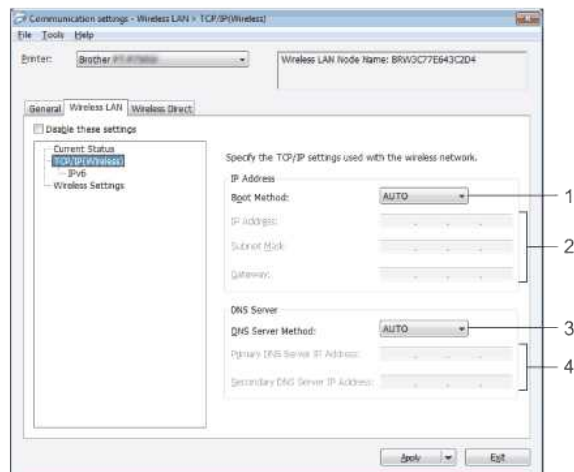 Communication settings - Wireless LAN > TCP/IP(Wireless)
File Tools Help
Printer: Brother
Wireless LAN Node Name: BRW3C77E643C2D4
General Wireless LAN Wireless Direct
Disable these settings
Current Status
TCP/IP(Wireless)
IPv6
Wireless Settings
Specify the TCP/IP settings used with the wireless network.
IP Address
Boot Method: AUTO 1
IP Address:
Subnet Mask 2
Gateway:
DNS Server
DNS Server Method: AUTO 3
Primary DNS Server IP Address:
4
Secondary DNS Server IP Address:
Apply Exit